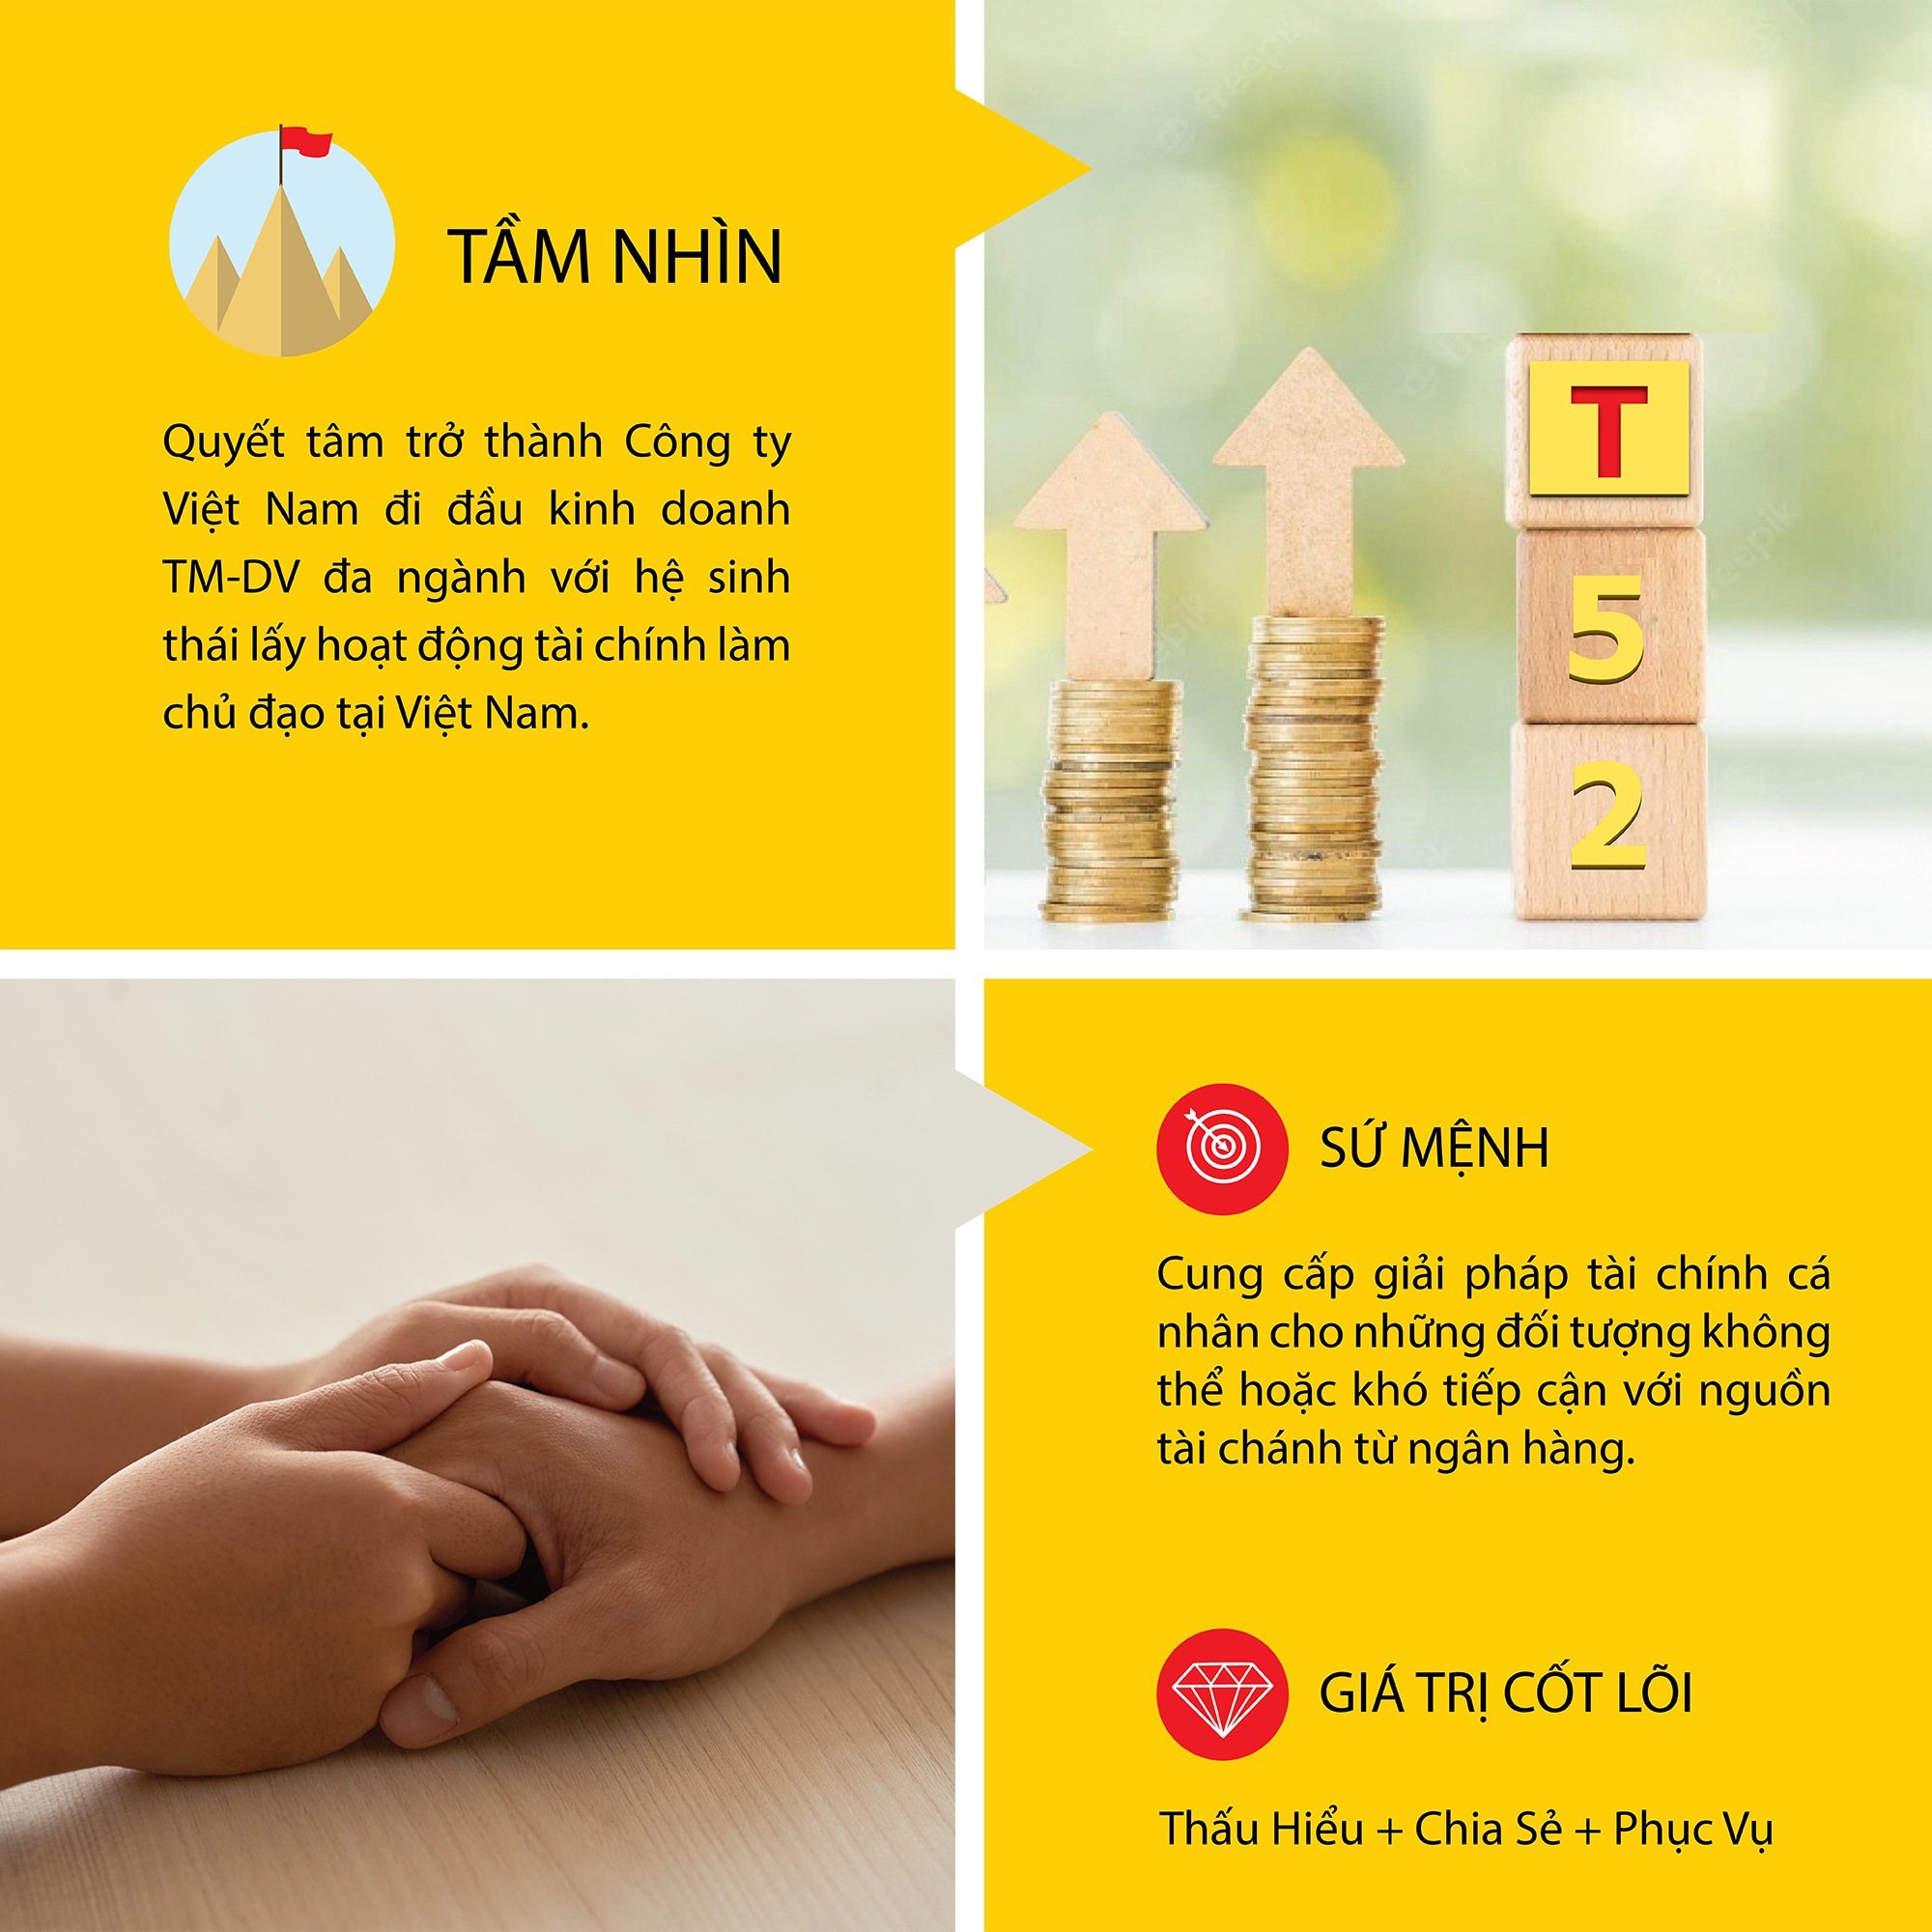 TẦM NHÌN
Quyết tâm trở thành Công ty
Việt Nam đi đầu kinh doanh
TM-DV đa ngành với hệ sinh
thái lấy hoạt động tài chính làm
chủ đạo tại Việt Nam.
T
5
2
SỨ MỆNH
Cung cấp giải pháp tài chính cá
nhân cho những đối tượng không
thể hoặc khó tiếp cận với nguồn
tài chánh từ ngân hàng.
GIÁ TRỊ CỐT LÕI
Thấu Hiểu + Chia Sẻ + Phục Vụ
freepik
freepik